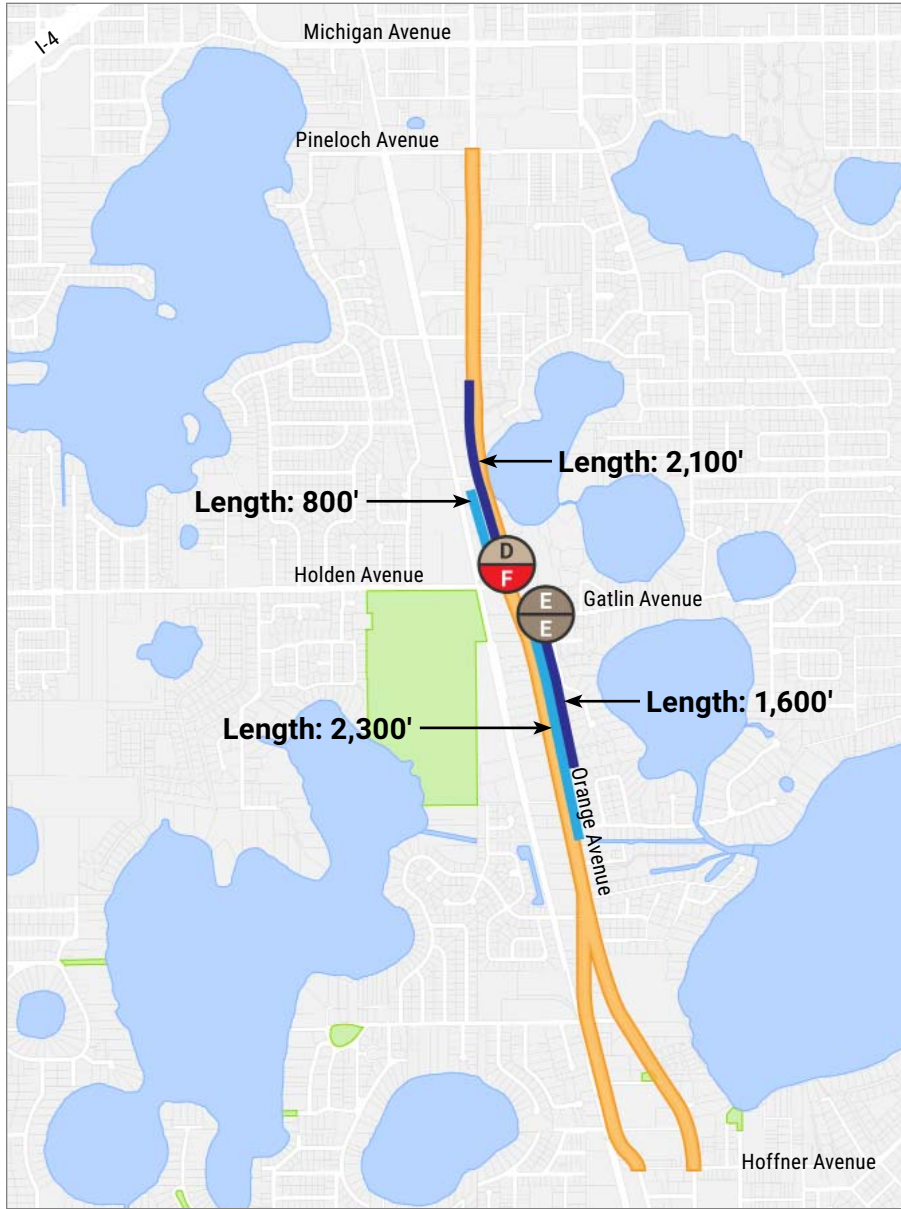 I-4
Michigan Avenue
Pineloch Avenue
Length: 2,100'
Length: 800'
D
F
Holden Avenue
E
E
Gatlin Avenue
Length: 1,600'
Length: 2,300'
Orange Avenue
Hoffner Avenue